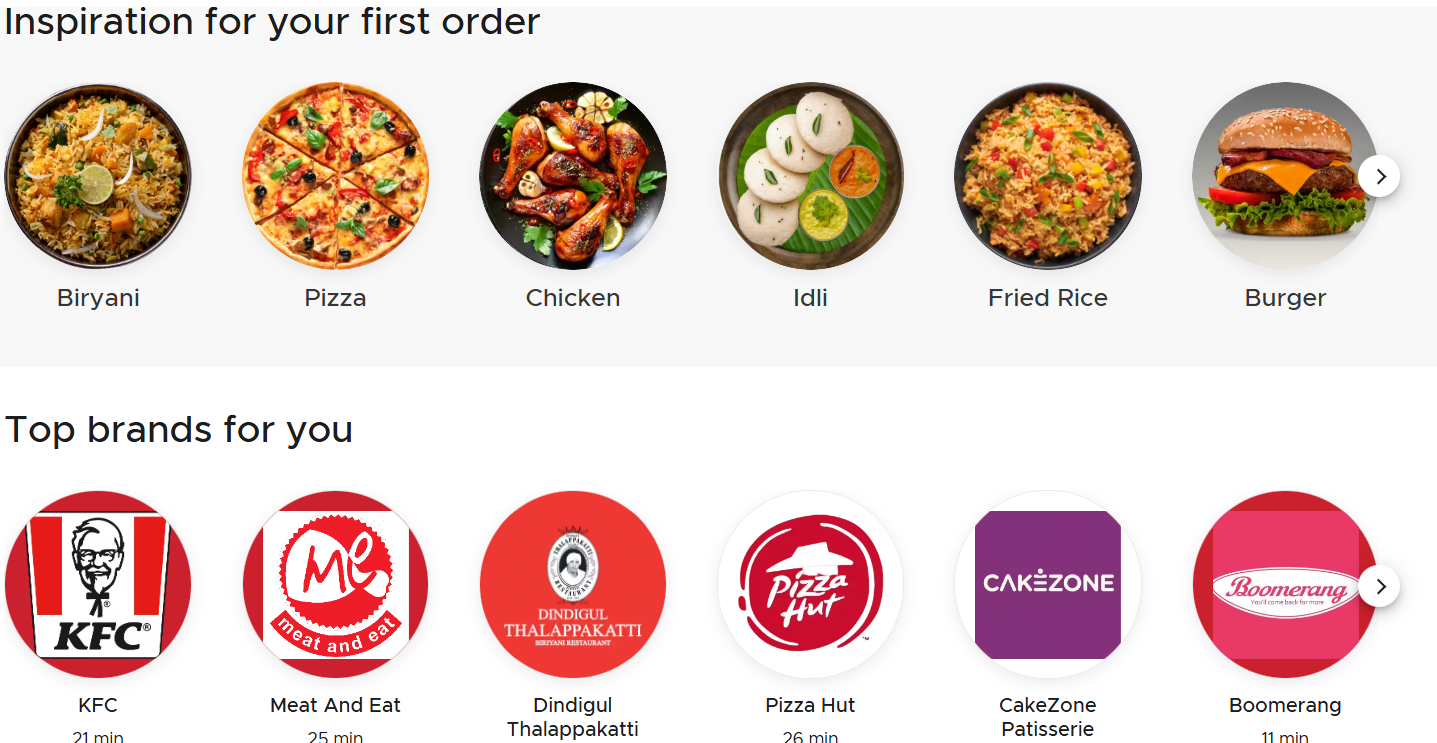 Inspiration for your first order
Biryani
Pizza
Chicken
Idli
Fried Rice
Burger
Top brands for you
KFC®
Me
meat and eat
THALAPPAKATTI
RESTAURANT
DINDIGUL
THALAPPAKATTI
BIRIYANI RESTAURANT
Pizza
Hut
™
CAKEZONE
Boomerang
You'll come back for more.
KFC
Meat And Eat
Dindigul
Thalappakatti
Pizza Hut
CakeZone
Patisserie
Boomerang
21 min
25 min
26 min
11 min